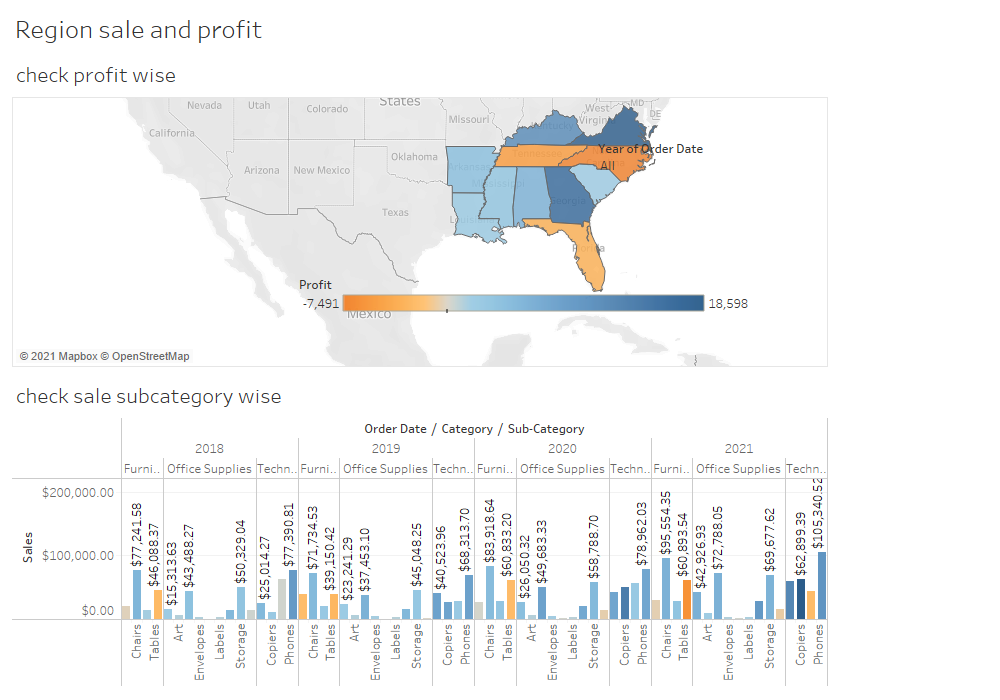 Region sale and profit
check profit wise
Nevada Utah Colorado States Missouri West Virginia MD DE
California Kentucky
Oklahoma Tennessee Year of Order Date
Arizona New Mexico Arkansas All
Texas Mississippi Georgia
Profit
-7,491 18,598
Mexico
© 2021 Mapbox © OpenStreetMap
check sale subcategory wise
Order Date / Category / Sub-Category
2018 2019 2020 2021
Furni.. Office Supplies Techn.. Furni.. Office Supplies Techn.. Furni.. Office Supplies Techn.. Furni.. Office Supplies Techn..
Sales
$200,000.00
$100,000.00
$0.00
$77,241.58 $46,088.37 $15,313.63 $43,488.27 $50,329.04 $25,014.27 $77,390.81 $71,734.53 $39,150.42 $23,241.29 $37,453.10 $45,048.25 $40,523.96 $68,313.70 $83,918.64 $60,833.20 $26,050.32 $49,683.33 $58,788.70 $78,962.03 $95,554.35 $60,893.54 $42,926.93 $72,788.05 $69,677.62 $62,899.39 $105,340.52
Chairs Tables Art Envelopes Labels Storage Copiers Phones Chairs Tables Art Envelopes Labels Storage Copiers Phones Chairs Tables Art Envelopes Labels Storage Copiers Phones Chairs Tables Art Envelopes Labels Storage Copiers Phones